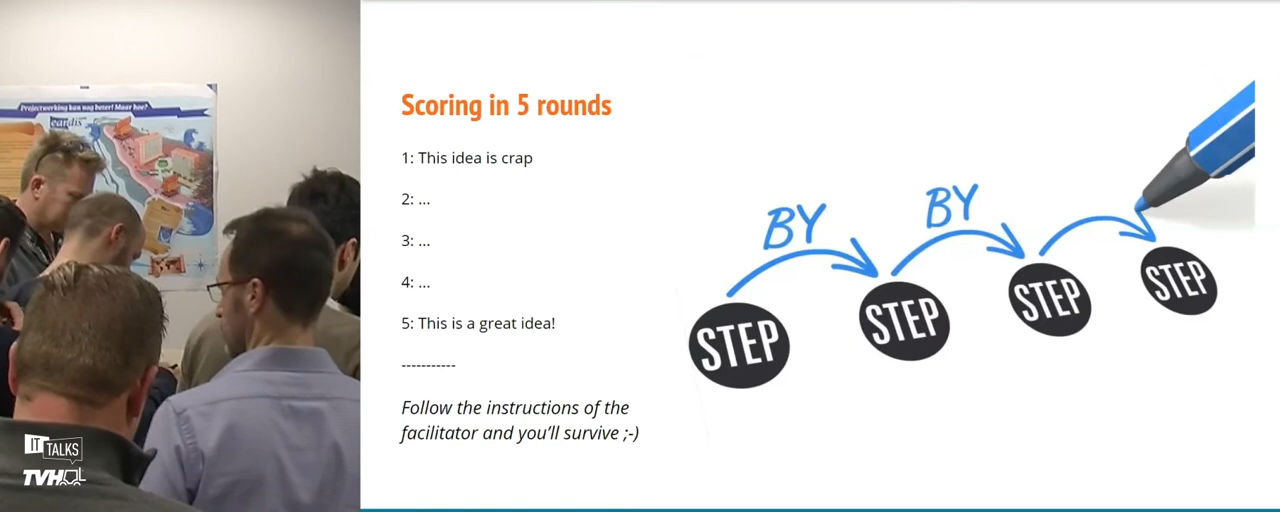 Projectwerking kan nog beter! Maar hoe?
eandis
IT TALKS
TVH
Scoring in 5 rounds
1: This idea is crap
2: ...
3: ...
4: ...
5: This is a great idea!
-----------
Follow the instructions of the
facilitator and you'll survive ;-)
BY
BY
STEP
STEP
STEP
STEP